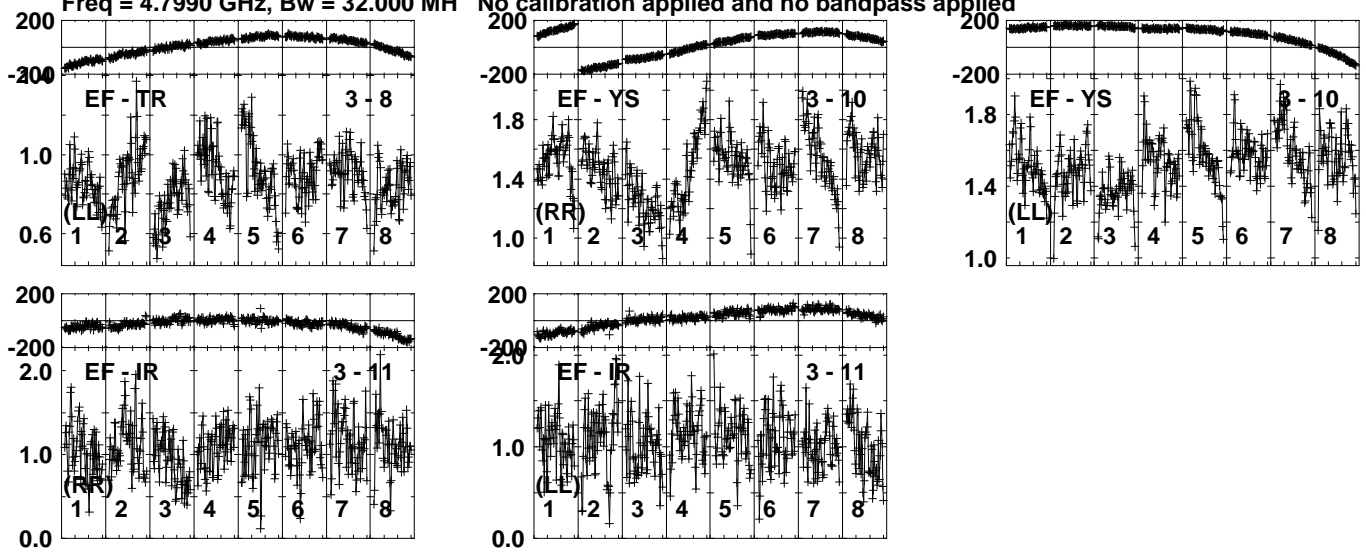 Freq = 4.7990 GHz, Bw = 32.000 MH No calibration applied and no bandpass applied
200 200 200
-200 -200 -200
1.4
EF - TR 3 - 8 EF - YS 3 - 10 EF - YS 3 - 10
1.8 1.8
1.0
1.4 1.4
(LL) (RR) (LL)
0.6 1 2 3 4 5 6 7 8 1.0 1 2 3 4 5 6 7 8 1 2 3 4 5 6 7 8
1.0
200 200
-200 -200
2.0 EF - IR 3 - 11 2.0 EF - IR 3 - 11
1.0 1.0
(RR) (LL)
1 2 3 4 5 6 7 8 1 2 3 4 5 6 7 8
0.0 0.0